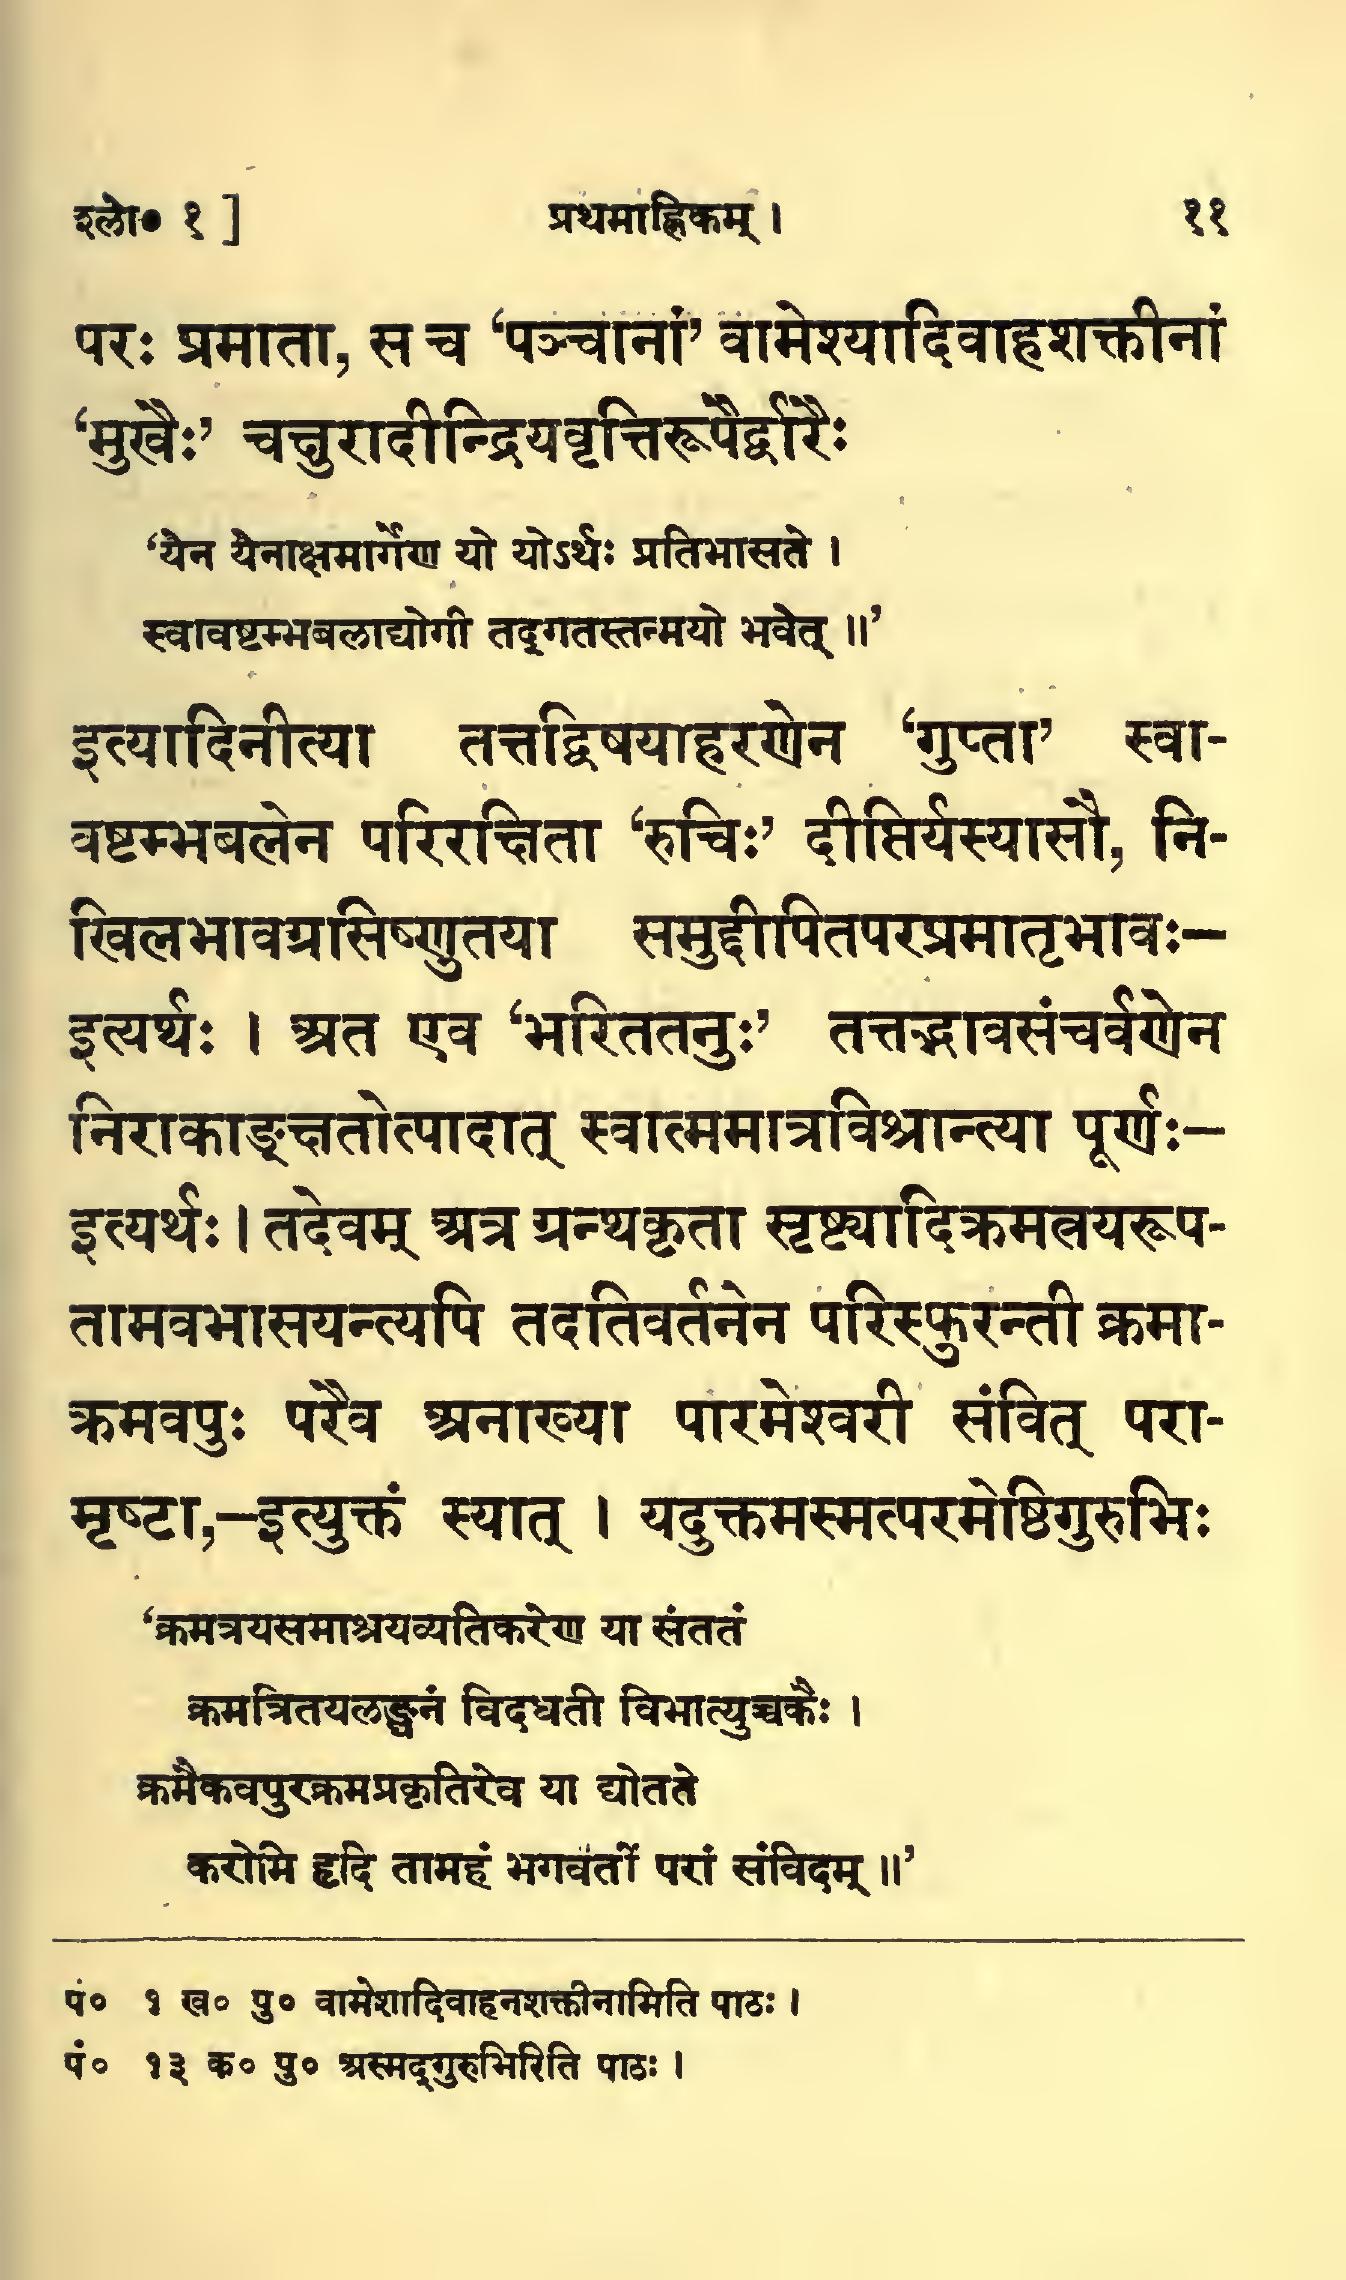 श्लो० १ ] प्रथमाह्निकम् । ११
परः प्रमाता, स च ‘पञ्चानां’ वामेश्यादिवाहशक्तीनां
‘मुखैः’ चक्षुरादीन्द्रियवृत्तिरूपैर्द्वारैः
‘येन येनाक्षमार्गेण यो योऽर्थः प्रतिभासते ।
स्वावष्टम्भबलाद्योगी तद्गतस्तन्मयो भवेत् ॥’
इत्यादिनीत्या तत्तद्विषयाहरणेन ‘गुप्ता’ स्वा-
वष्टम्भबलेन परिरक्षिता ‘रुचिः’ दीप्तिर्यस्यासौ, नि-
खिलभावग्रसिष्णुतया समुद्दीपितपरप्रमातृभावः—
इत्यर्थः । अत एव ‘भरिततनुः’ तत्तद्भावसंचर्वणेन
निराकाङ्क्षतोत्पादात् स्वात्ममात्रविश्रान्त्या पूर्णः—
इत्यर्थः । तदेवम् अत्र ग्रन्थकृता सृष्ट्यादिक्रमत्रयरूप-
तामवभासयन्त्यपि तदतिवर्तनेन परिस्फुरन्ती क्रमा-
क्रमवपुः परैव अनाख्या पारमेश्वरी संवित् परा-
मृष्टा,—इत्युक्तं स्यात् । यदुक्तमस्मत्परमेष्ठिगुरुभिः
‘क्रमत्रयसमाश्रयव्यतिकरेण या संततं
क्रमत्रितयलङ्घनं विदधती विभात्युच्चकैः ।
क्रमैकवपुरक्रमप्रकृतिरेव या द्योतते
करोमि हृदि तामहं भगवतीं परां संविदम् ॥’
पं० १ ख० पु० वामेशादिवाहनशक्तीनामिति पाठः ।
पं० १३ क० पु० अस्मद्गुरुभिरिति पाठः ।